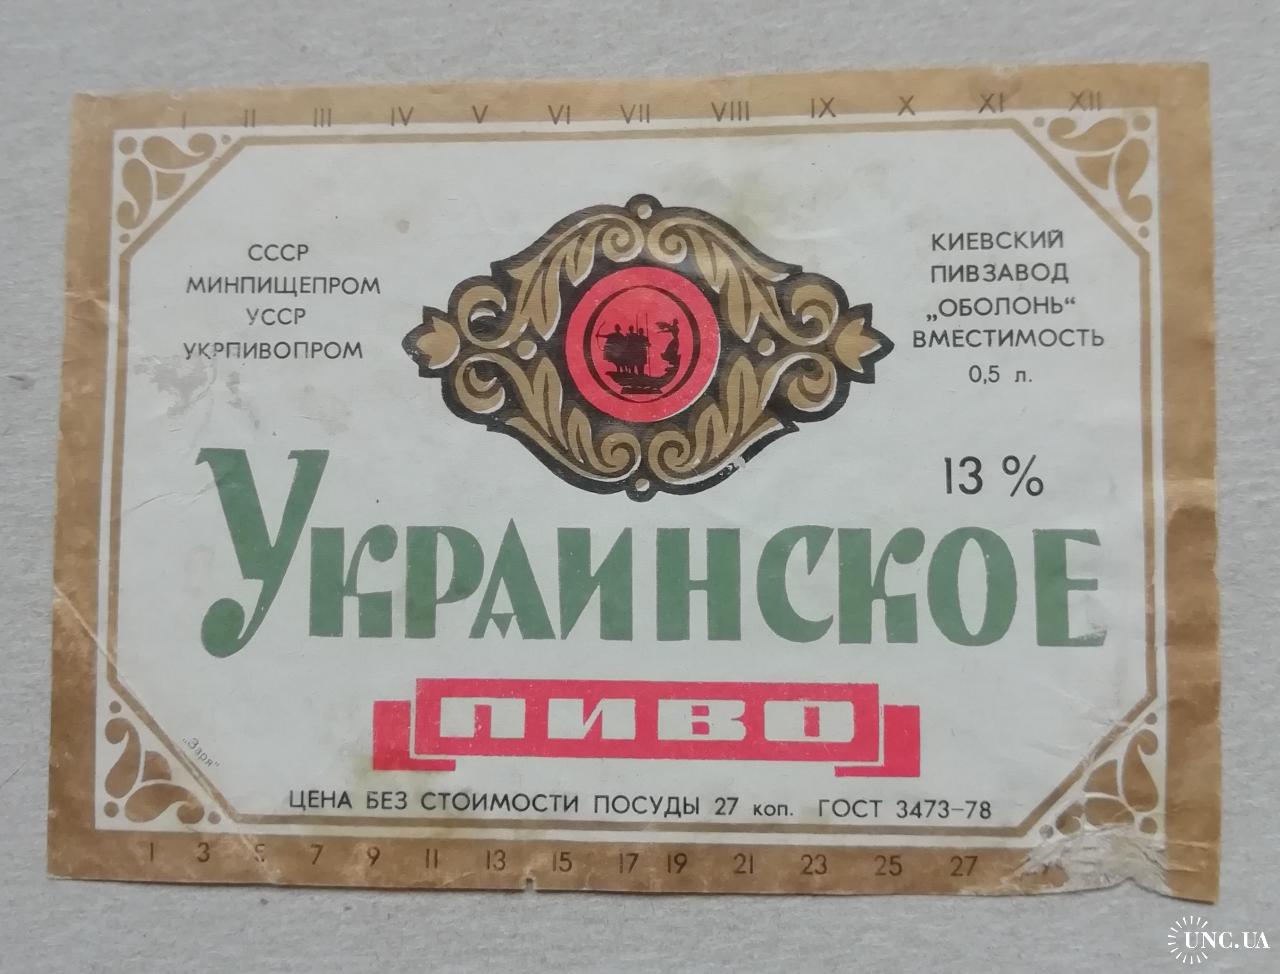 I II III IV V VI VII VIII IX X XI XII
СССР
МИНПИЩЕПРОМ
УССР
УКРПИВОПРОМ
КИЕВСКИЙ
ПИВЗАВОД
„ОБОЛОНЬ“
ВМЕСТИМОСТЬ
0,5 л.
13 %
УКРАИНСКОЕ
ПИВО
„Заря“
ЦЕНА БЕЗ СТОИМОСТИ ПОСУДЫ 27 коп. ГОСТ 3473-78
1 3 5 7 9 11 13 15 17 19 21 23 25 27
UNC.UA